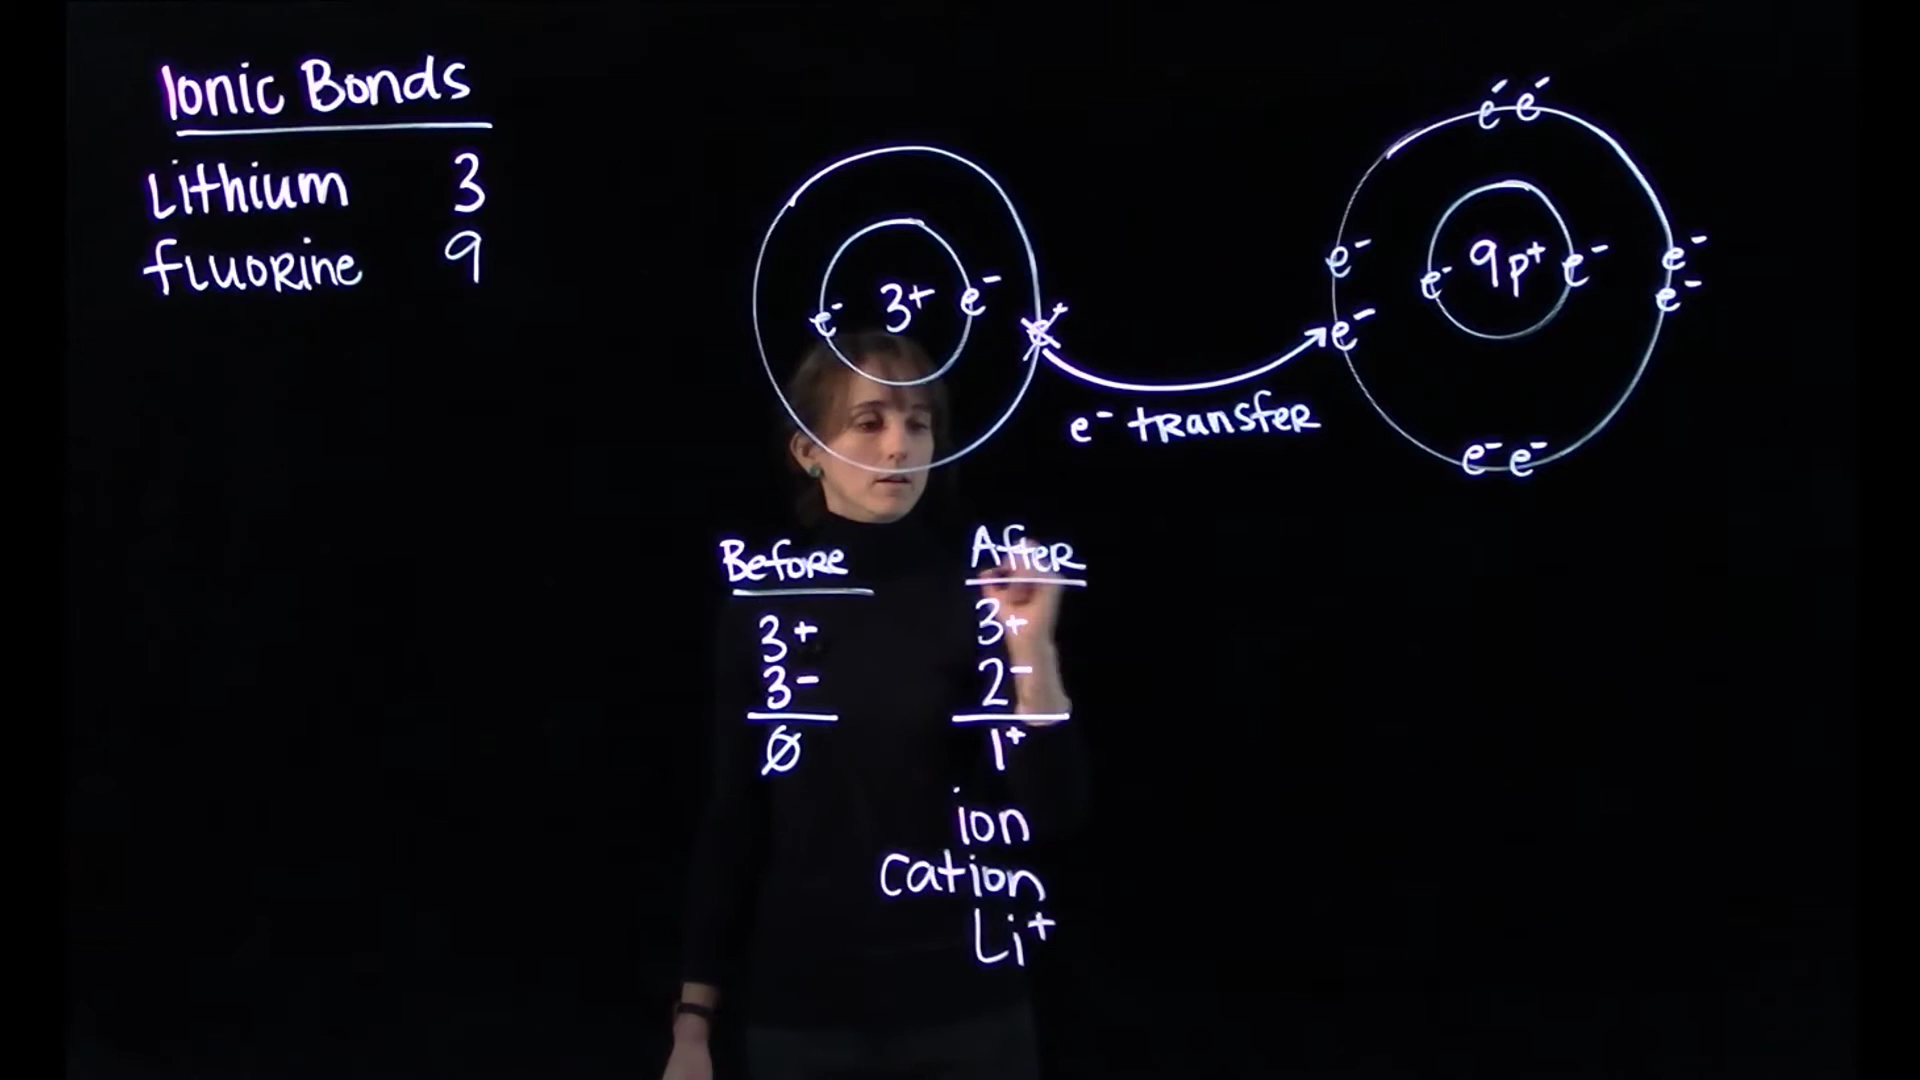 Ionic Bonds
Lithium 3
fluorine 9
e- e-
e- 3+ e-
e-
e- transfer
e- 9p+ e-
e-
e-
e-
e-
e- e-
Before
3+
3-
0
After
3+
2-
1+
ion
cation
Li+